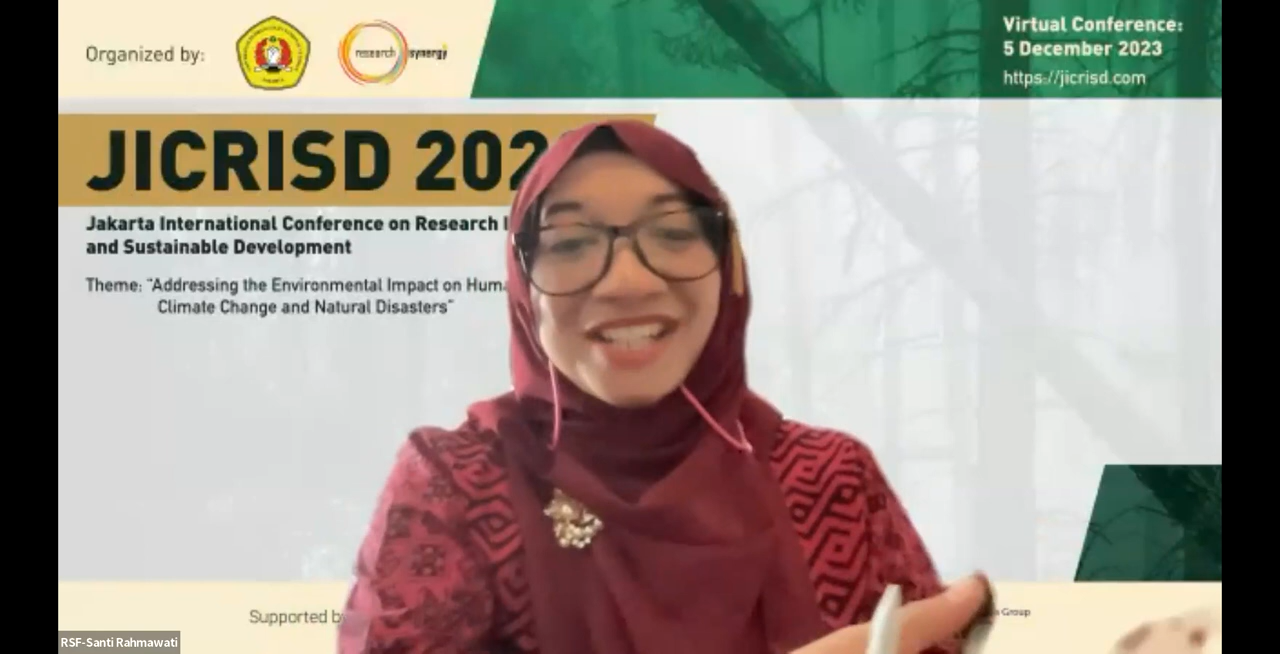 Organized by:
research synergy
Virtual Conference:
5 December 2023
https://jicrisd.com
JICRISD 202
Jakarta International Conference on Research
and Sustainable Development
Theme: "Addressing the Environmental Impact on
Climate Change and Natural Disasters"
Supported
Group
RSF-Santi Rahmawati